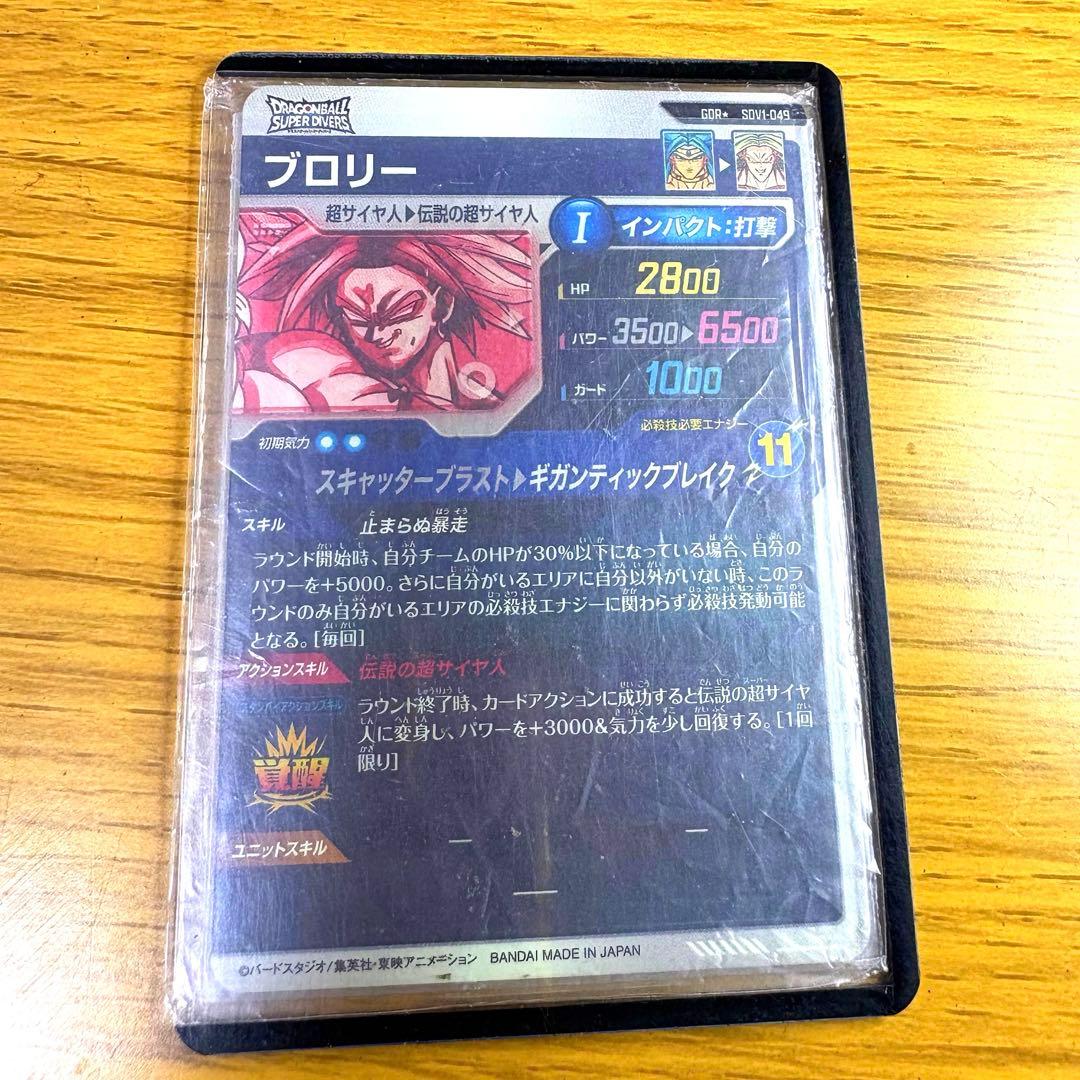 DRAGONBALL
SUPER DIVERS
GDR★ SDV1-049
ブロリー
超サイヤ人▶伝説の超サイヤ人
I インパクト:打撃
HP 2800
パワー 3500▶6500
ガード 1000
初期気力
必殺技必要エナジー
11
スキャッターブラスト▶ギガンティックブレイク
スキル 止まらぬ暴走
ラウンド開始時、自分チームのHPが30%以下になっている場合、自分の
パワーを+5000。さらに自分がいるエリアに自分以外がいない時、このラ
ウンドのみ自分がいるエリアの必殺技エナジーに関わらず必殺技発動可能
となる。[毎回]
アクションスキル 伝説の超サイヤ人
スタンバイアクションスキル
ラウンド終了時、カードアクションに成功すると伝説の超サイヤ
人に変身し、パワーを+3000&気力を少し回復する。[1回
限り]
覚醒
ユニットスキル
©バードスタジオ/集英社・東映アニメーション BANDAI MADE IN JAPAN